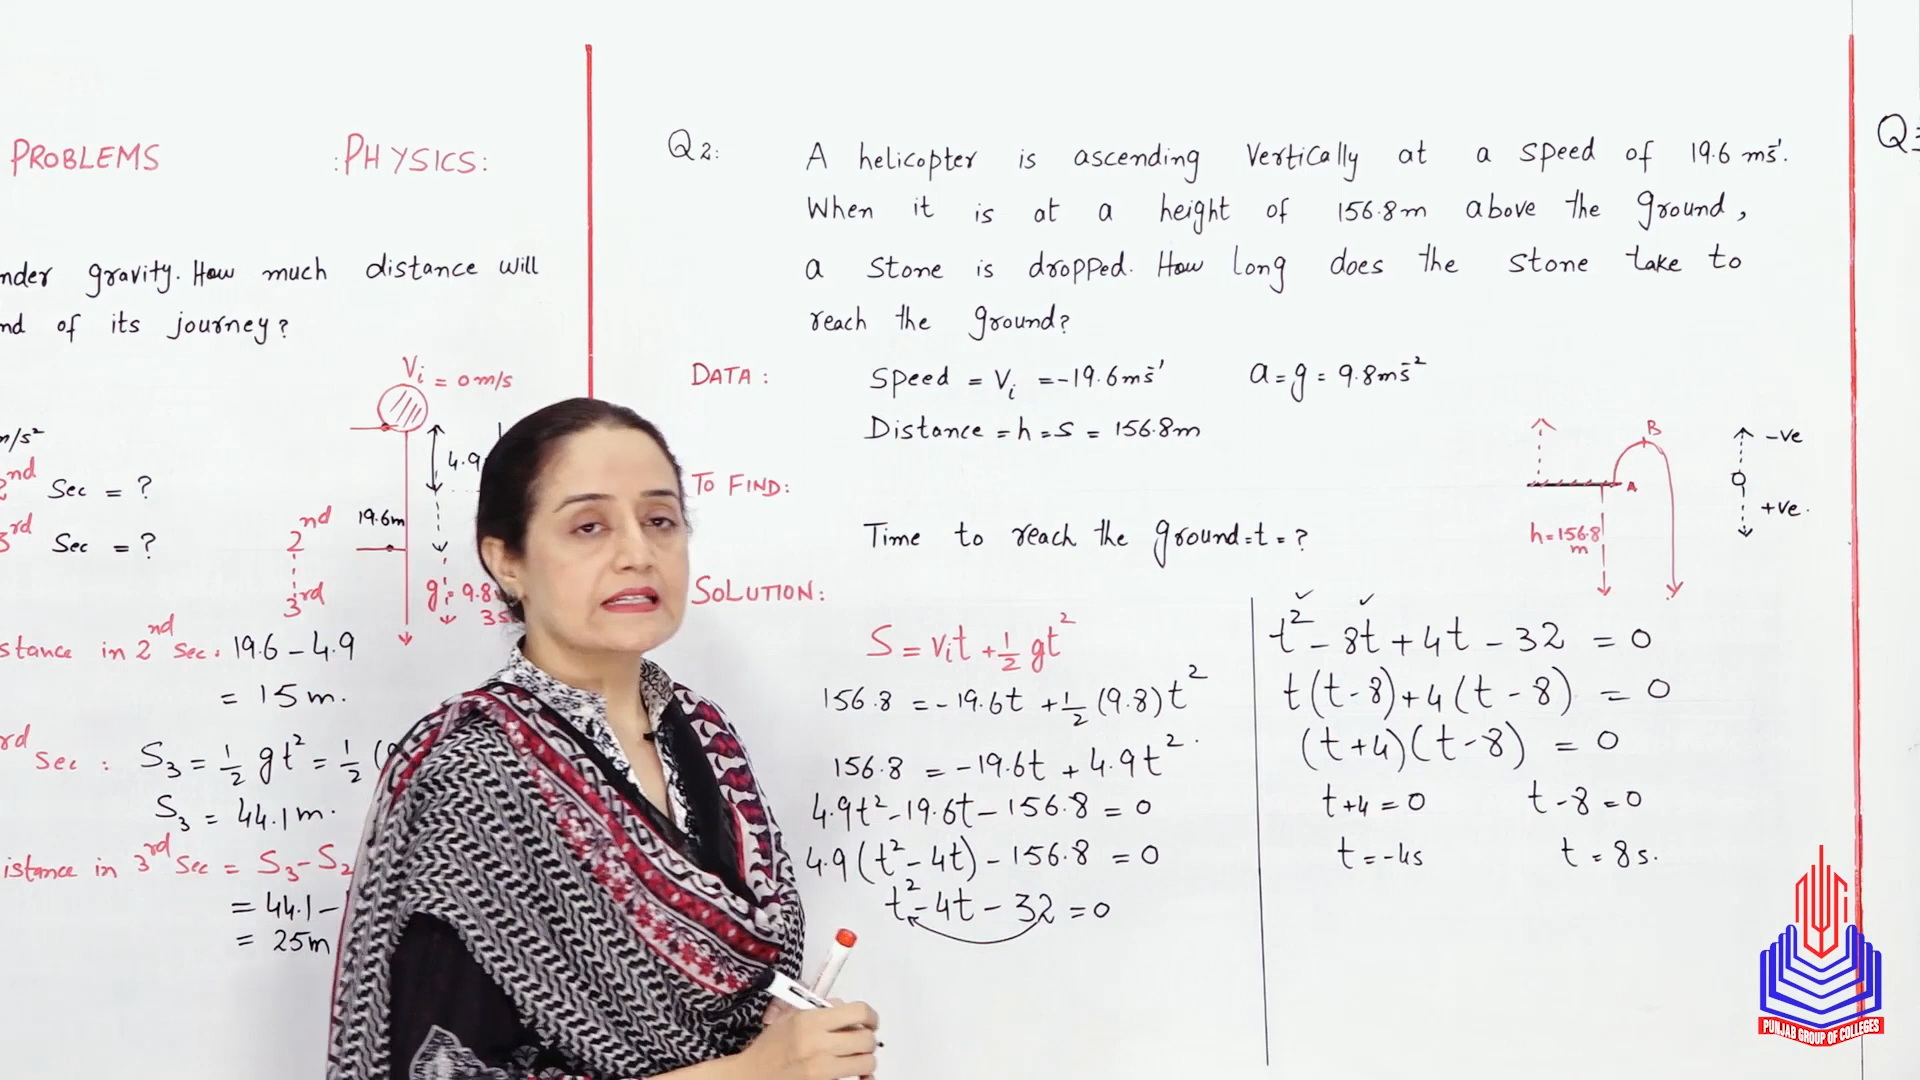 PROBLEMS :PHYSICS:
nder gravity. How much distance will
nd of its journey?
Vi = 0m/s
m/s²
4.9
2nd Sec = ?
3rd Sec = ?
19.6m
2nd
3rd
g = 9.8
stance in 2nd Sec: 19.6 - 4.9
= 15m.
rd Sec: S₃ = 1/2 gt² = 1/2 (
S₃ = 44.1m.
istance in 3rd Sec = S₃-S₂
= 44.1-
= 25m
Q2: A helicopter is ascending Vertically at a speed of 19.6 ms⁻¹.
When it is at a height of 156.8m above the ground,
a stone is dropped. How long does the stone take to
reach the ground?
DATA: Speed = Vi = -19.6ms⁻¹ a = g = 9.8ms⁻²
Distance = h = s = 156.8m
TO FIND:
Time to reach the ground = t = ?
B
A
h = 156.8
m
-ve
+ve.
SOLUTION:
S = Vit + 1/2 gt²
156.8 = -19.6t + 1/2 (9.8)t²
156.8 = -19.6t + 4.9t².
4.9t² - 19.6t - 156.8 = 0
4.9(t² - 4t) - 156.8 = 0
t² - 4t - 32 = 0
t² - 8t + 4t - 32 = 0
t(t - 8) + 4(t - 8) = 0
(t+4)(t-8) = 0
t+4 = 0 t-8 = 0
t = -4s t = 8s.
Q
PUNJAB GROUP OF COLLEGES